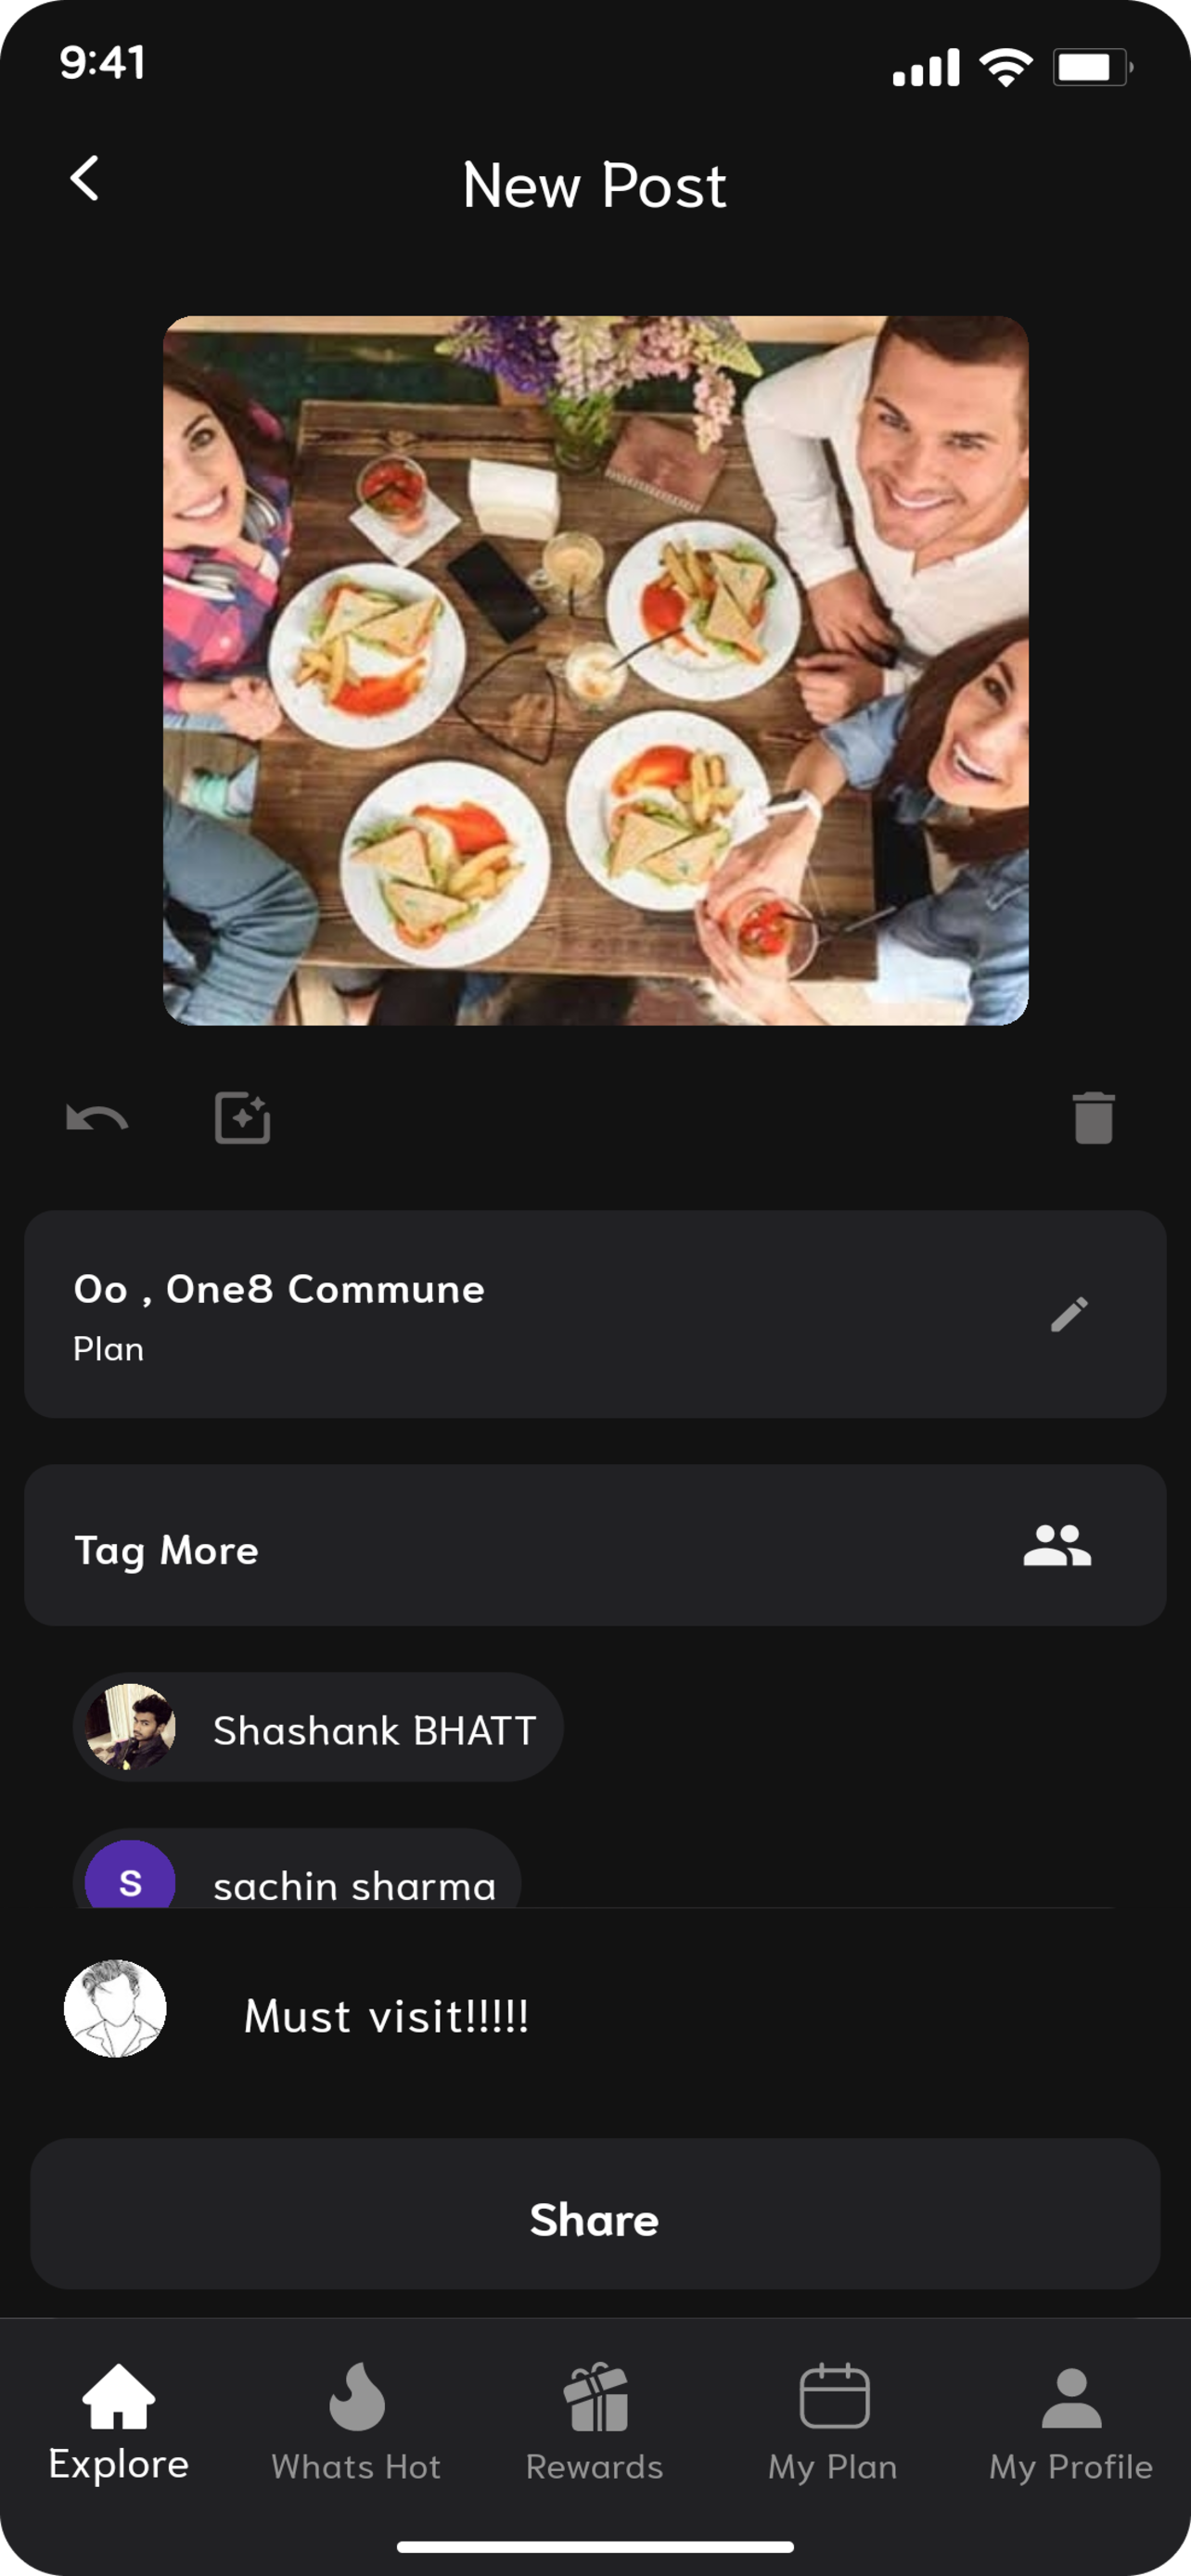 9:41
New Post
Oo , One8 Commune
Plan
Tag More
Shashank BHATT
S
sachin sharma
Must visit!!!!!
Share
Explore
Whats Hot
Rewards
My Plan
My Profile